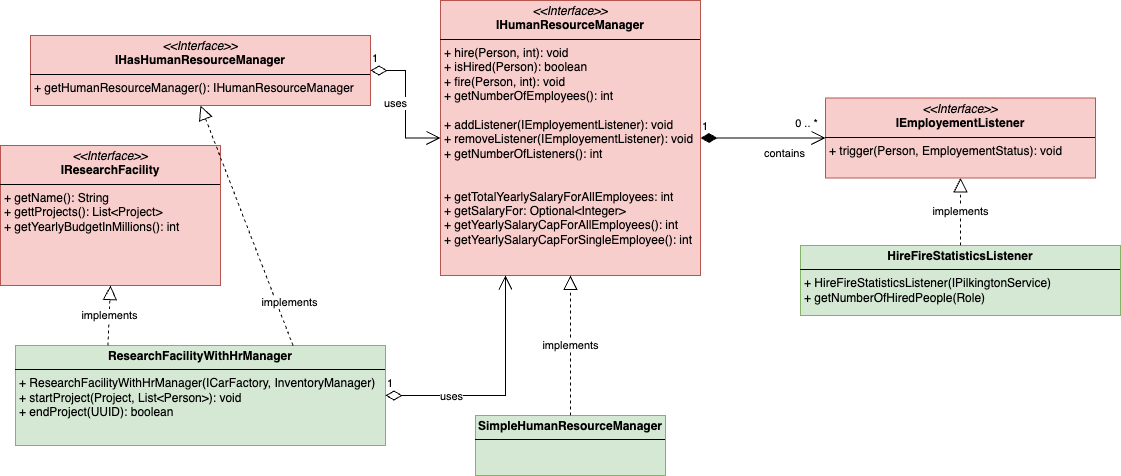 <<Interface>>
IHasHumanResourceManager
+ getHumanResourceManager(): IHumanResourceManager
1
uses
<<Interface>>
IHumanResourceManager
+ hire(Person, int): void
+ isHired(Person): boolean
+ fire(Person, int): void
+ getNumberOfEmployees(): int
+ addListener(IEmployementListener): void
+ removeListener(IEmployementListener): void
+ getNumberOfListeners(): int
+ getTotalYearlySalaryForAllEmployees: int
+ getSalaryFor: Optional<Integer>
+ getYearlySalaryCapForAllEmployees(): int
+ getYearlySalaryCapForSingleEmployee(): int
1
0 .. *
contains
<<Interface>>
IEmployementListener
+ trigger(Person, EmployementStatus): void
implements
HireFireStatisticsListener
+ HireFireStatisticsListener(IPilkingtonService)
+ getNumberOfHiredPeople(Role)
<<Interface>>
IResearchFacility
+ getName(): String
+ gettProjects(): List<Project>
+ getYearlyBudgetInMillions(): int
implements
implements
ResearchFacilityWithHrManager
+ ResearchFacilityWithHrManager(ICarFactory, InventoryManager)
+ startProject(Project, List<Person>): void
+ endProject(UUID): boolean
1
uses
implements
SimpleHumanResourceManager